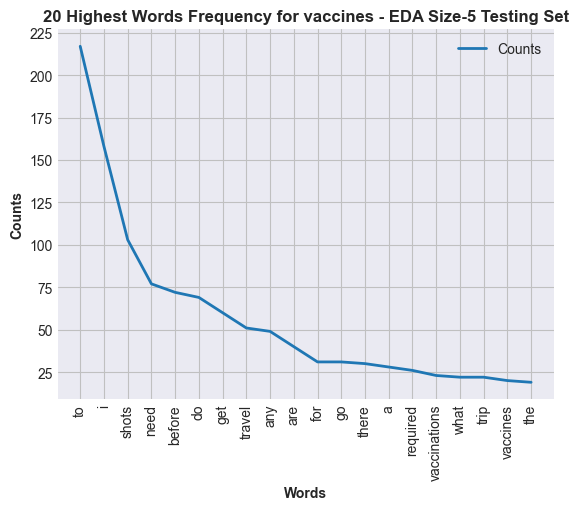 20 Highest Words Frequency for vaccines - EDA Size-5 Testing Set
Counts
225
200
175
150
125
100
75
50
25
Counts
to
i
shots
need
before
do
get
travel
any
are
for
go
there
a
required
vaccinations
what
trip
vaccines
the
Words